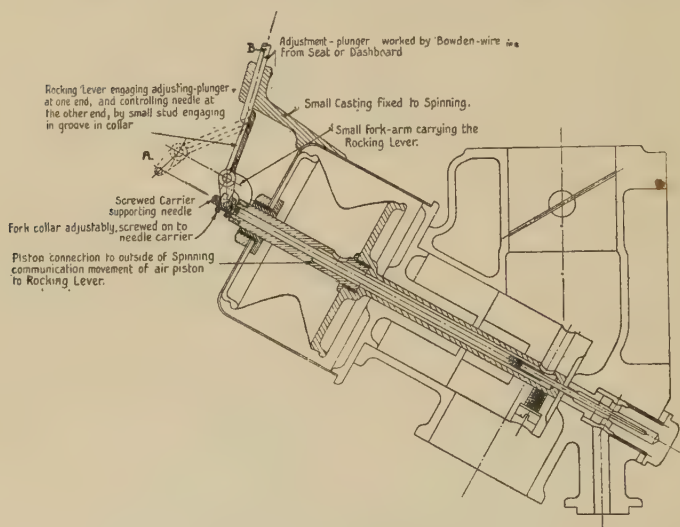 B
Adjustment-plunger worked by Bowden-wire
from Seat or Dashboard
Rocking Lever engaging adjusting-plunger
at one end, and controlling needle at
the other end, by small stud engaging
in groove in collar
Small Casting fixed to Spinning.
Small fork-arm carrying the
Rocking Lever.
A.
Screwed Carrier
supporting needle
Fork collar adjustably, screwed on to
needle carrier
Piston connection to outside of Spinning
communication movement of air piston
to Rocking Lever.